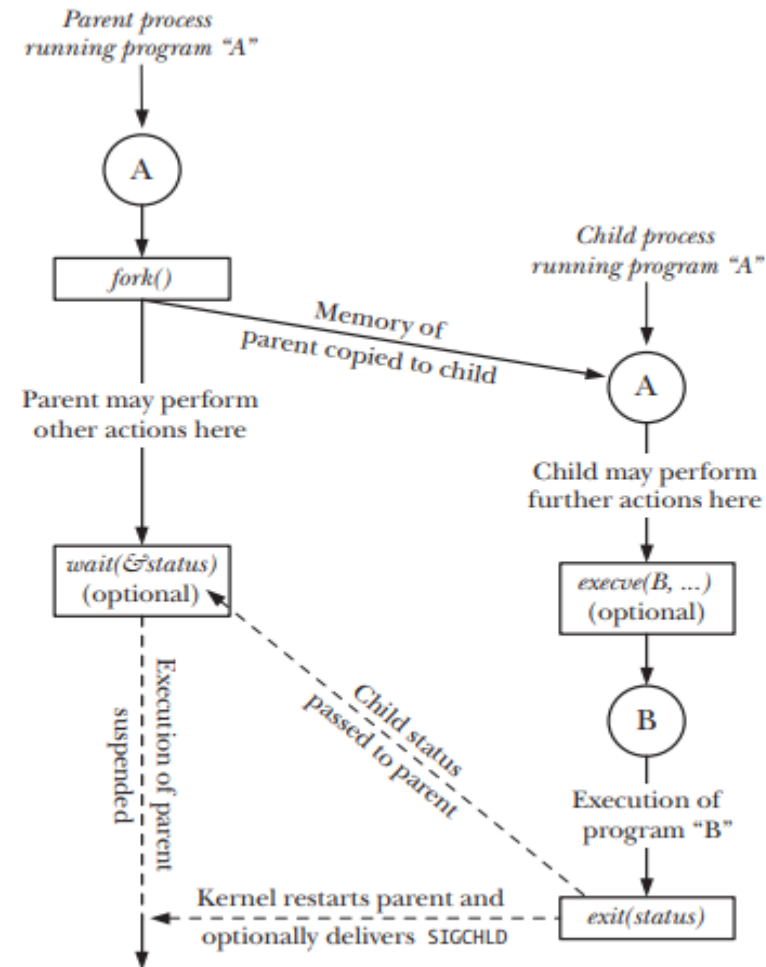 Parent process
running program “A”
A
fork()
Child process
running program “A”
Memory of
parent copied to child
A
Parent may perform
other actions here
Child may perform
further actions here
wait(&status)
(optional)
execve(B, ...)
(optional)
B
Execution of parent
suspended
Child status
passed to parent
Execution of
program “B”
Kernel restarts parent and
optionally delivers SIGCHLD
exit(status)